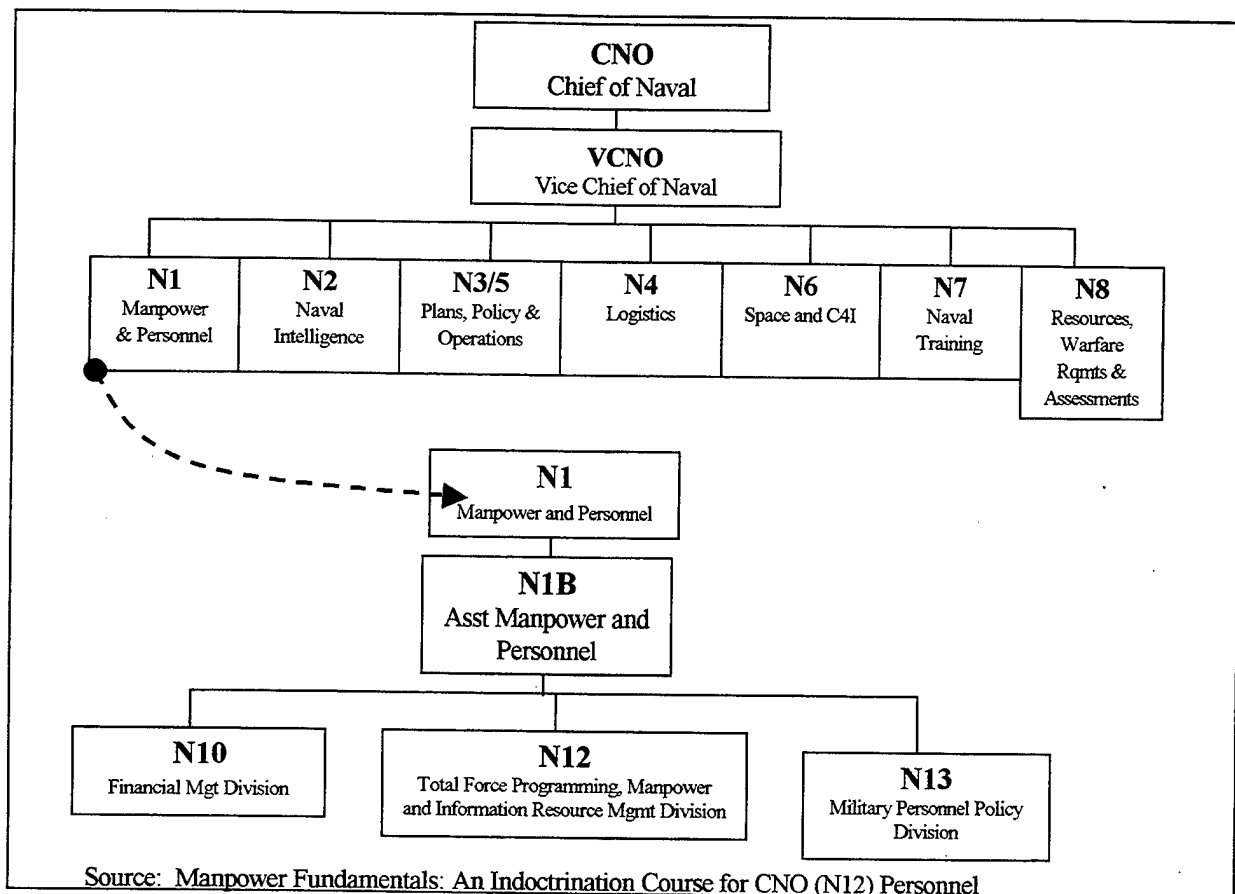 CNO
Chief of Naval
VCNO
Vice Chief of Naval
N1
Manpower
& Personnel
N2
Naval
Intelligence
N3/5
Plans, Policy &
Operations
N4
Logistics
N6
Space and C4I
N7
Naval
Training
N8
Resources,
Warfare
Rqmts &
Assessments
N1
Manpower and Personnel
N1B
Asst Manpower and
Personnel
N10
Financial Mgt Division
N12
Total Force Programming, Manpower
and Information Resource Mgmt Division
N13
Military Personnel Policy
Division
Source: Manpower Fundamentals: An Indoctrination Course for CNO (N12) Personnel